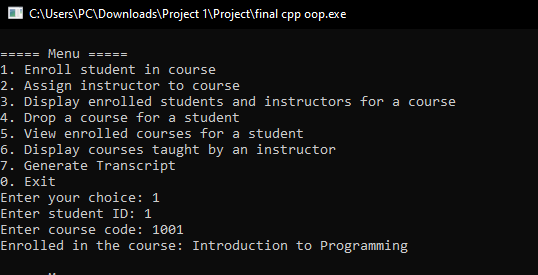 C:\Users\PC\Downloads\Project 1\Project\final cpp oop.exe
===== Menu =====
1. Enroll student in course
2. Assign instructor to course
3. Display enrolled students and instructors for a course
4. Drop a course for a student
5. View enrolled courses for a student
6. Display courses taught by an instructor
7. Generate Transcript
0. Exit
Enter your choice: 1
Enter student ID: 1
Enter course code: 1001
Enrolled in the course: Introduction to Programming